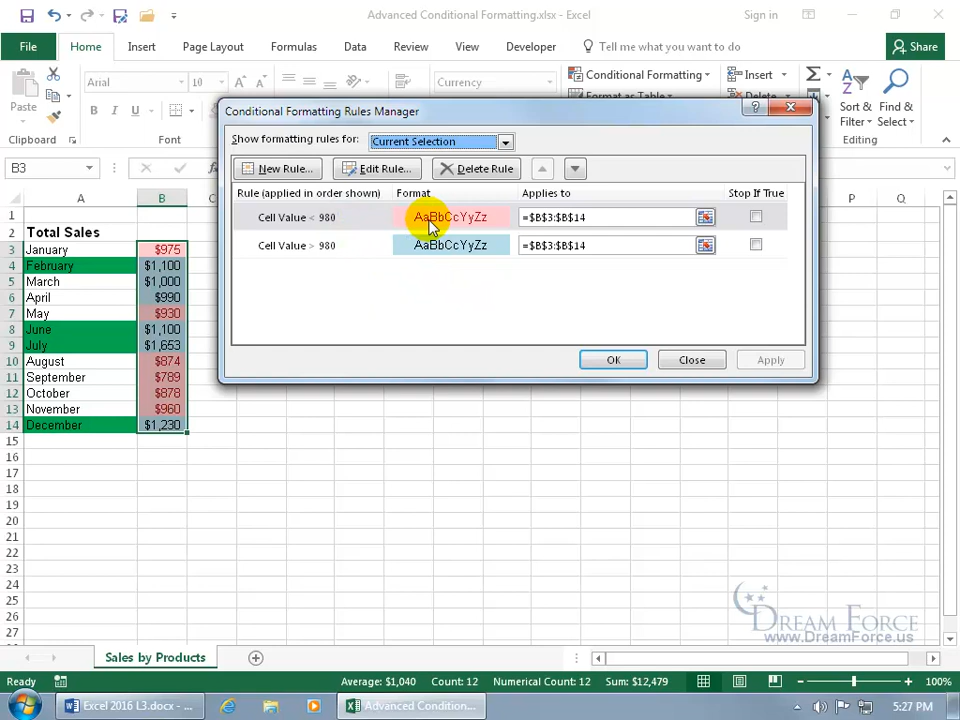 Advanced Conditional Formatting.xlsx - Excel
Sign in
File Home Insert Page Layout Formulas Data Review View Developer Tell me what you want to do Share
Paste
Clipboard
Arial 10
B I U
Currency
Conditional Formatting
Format as Table
Insert
Delete
Sort & Filter
Find & Select
Conditional Formatting Rules Manager
Show formatting rules for: Current Selection
New Rule... Edit Rule... Delete Rule
Rule (applied in order shown) Format Applies to Stop If True
Cell Value < 980 AaBbCcYyZz =$B$3:$B$14
Cell Value > 980 AaBbCcYyZz =$B$3:$B$14
OK Close Apply
B3
A B C P Q
1
2 Total Sales
3 January $975
4 February $1,100
5 March $1,000
6 April $990
7 May $930
8 June $1,100
9 July $1,653
10 August $874
11 September $789
12 October $878
13 November $960
14 December $1,230
15
16
17
18
19
20
21
22
23
24
25
26
27
DREAM FORCE
www.DreamForce.us
Sales by Products
Ready Average: $1,040 Count: 12 Numerical Count: 12 Sum: $12,479 100%
Excel 2016 L3.docx - ... Advanced Condition... 5:27 PM